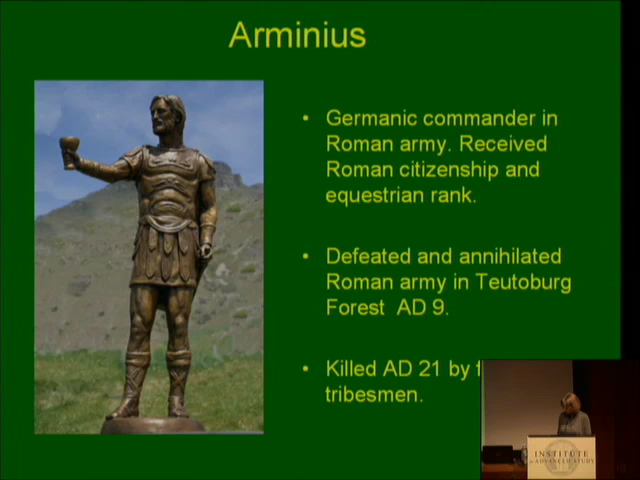 Arminius
• Germanic commander in
Roman army. Received
Roman citizenship and
equestrian rank.
• Defeated and annihilated
Roman army in Teutoburg
Forest AD 9.
• Killed AD 21 by
tribesmen.
INSTITUTE
ADVANCED STUDY